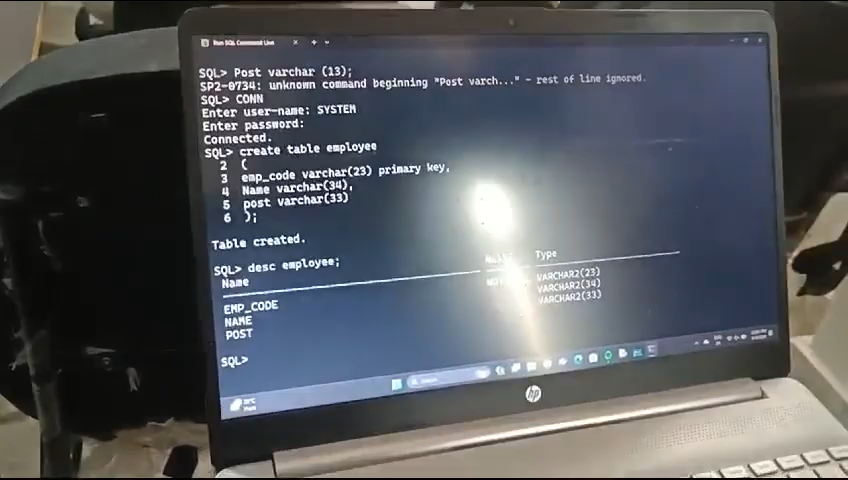 Run SQL Command Line
SQL> Post varchar (13);
SP2-0734: unknown command beginning "Post varch..." - rest of line ignored.
SQL> CONN
Enter user-name: SYSTEM
Enter password:
Connected.
SQL> create table employee
2 (
3 emp_code varchar(23) primary key,
4 Name varchar(34),
5 post varchar(33)
6 );
Table created.
SQL> desc employee;
Name Type
EMP_CODE VARCHAR2(23)
NAME VARCHAR2(34)
POST VARCHAR2(33)
SQL>
hp